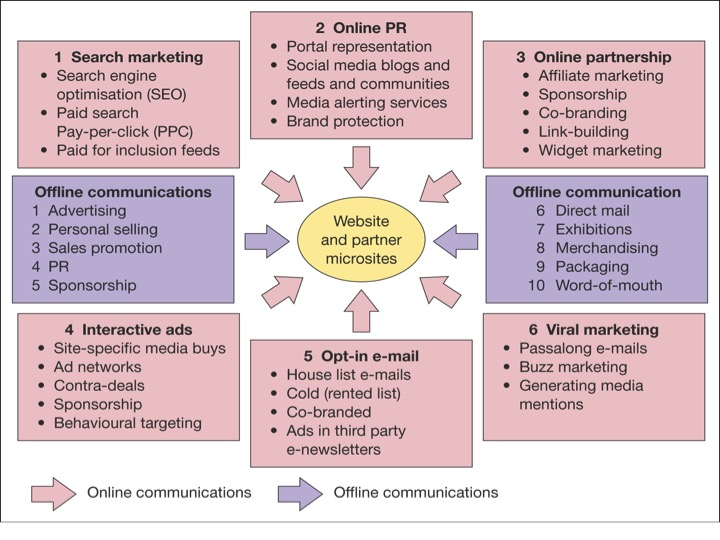 1 Search marketing
• Search engine
optimisation (SEO)
• Paid search
Pay-per-click (PPC)
• Paid for inclusion feeds
2 Online PR
• Portal representation
• Social media blogs and
feeds and communities
• Media alerting services
• Brand protection
3 Online partnership
• Affiliate marketing
• Sponsorship
• Co-branding
• Link-building
• Widget marketing
Offline communications
1 Advertising
2 Personal selling
3 Sales promotion
4 PR
5 Sponsorship
Website
and partner
microsites
Offline communication
6 Direct mail
7 Exhibitions
8 Merchandising
9 Packaging
10 Word-of-mouth
4 Interactive ads
• Site-specific media buys
• Ad networks
• Contra-deals
• Sponsorship
• Behavioural targeting
5 Opt-in e-mail
• House list e-mails
• Cold (rented list)
• Co-branded
• Ads in third party
e-newsletters
6 Viral marketing
• Passalong e-mails
• Buzz marketing
• Generating media
mentions
Online communications
Offline communications